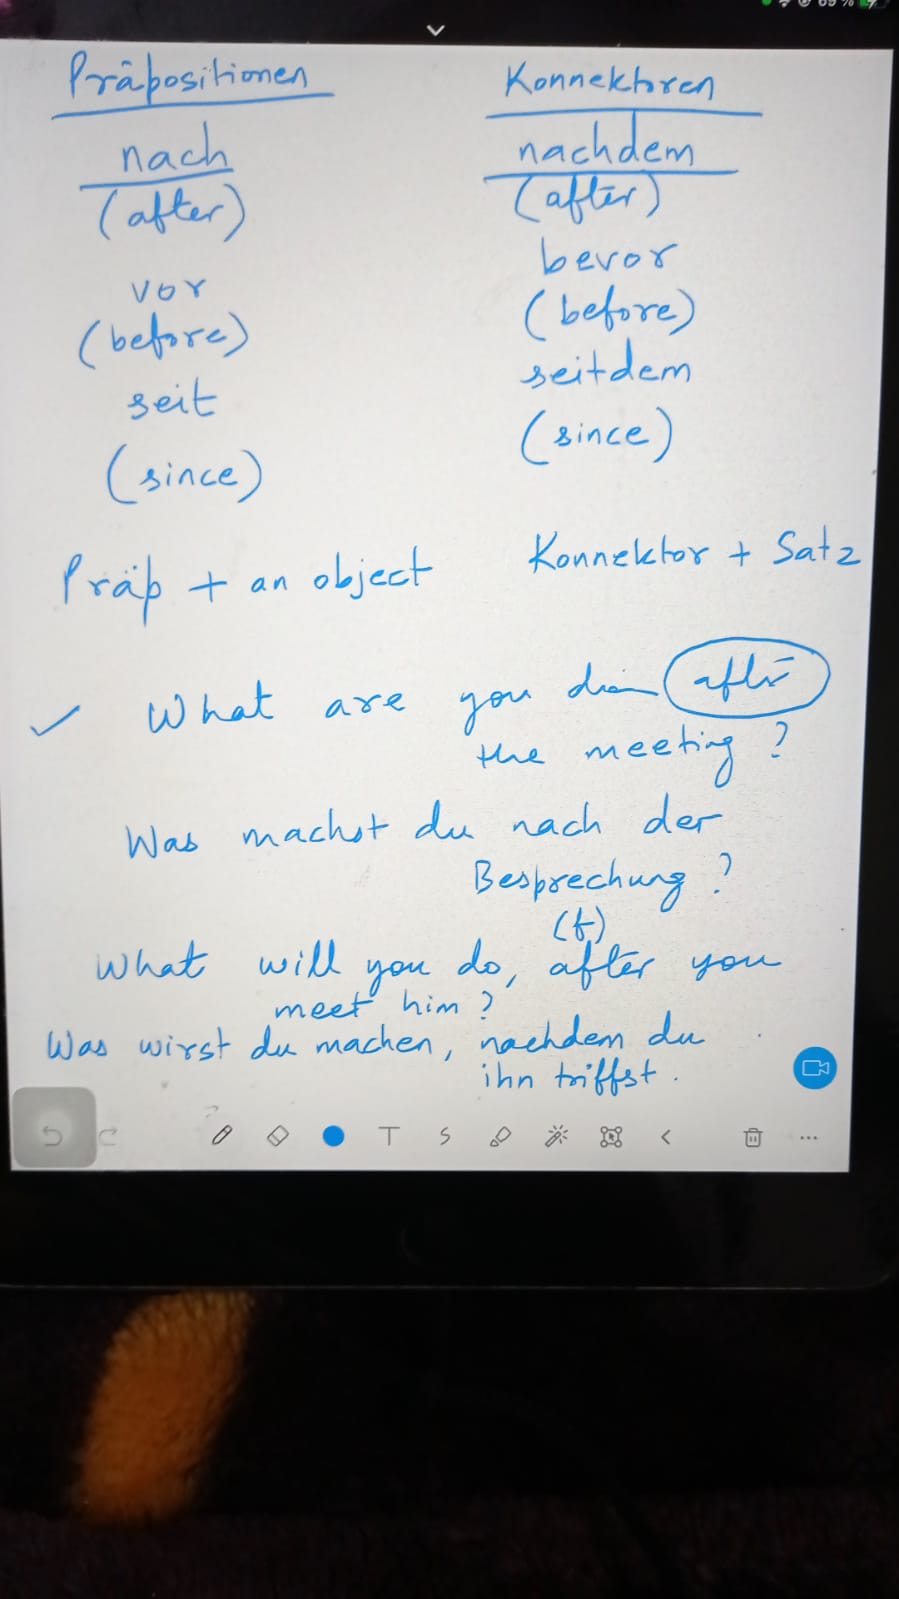 Präpositionen
Konnektoren
nach
(after)
nachdem
(after)
vor
(before)
bevor
(before)
seit
(since)
seitdem
(since)
Präp + an object
Konnektor + Satz
What are you after
the meeting ?
Was machst du nach der
Besprechung ?
(f)
What will you do, after you
meet him ?
Was wirst du machen, nachdem du
ihn triffst .